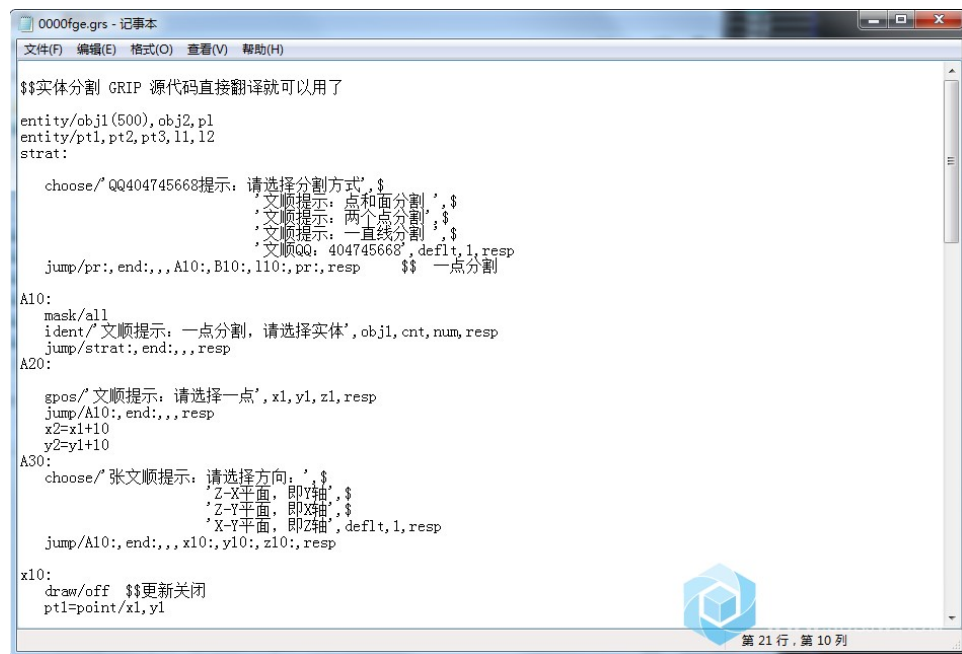 0000fge.grs - 记事本
文件(F) 编辑(E) 格式(O) 查看(V) 帮助(H)
$$实体分割 GRIP 源代码直接翻译就可以用了
entity/obj1(500),obj2,pl
entity/pt1,pt2,pt3,l1,l2
strat:
choose/'QQ404745668提示：请选择分割方式',$
'文顺提示：点和面分割 ',$
'文顺提示：两个点分割',$
'文顺提示：一直线分割 ',$
'文顺QQ：404745668',deflt,1,resp
jump/pr:,end:,,,A10:,B10:,l10:,pr:,resp $$ 一点分割
A10:
mask/all
ident/'文顺提示：一点分割，请选择实体',obj1,cnt,num,resp
jump/strat:,end:,,,resp
A20:
gpos/'文顺提示：请选择一点',x1,y1,z1,resp
jump/A10:,end:,,,resp
x2=x1+10
y2=y1+10
A30:
choose/'张文顺提示：请选择方向：',$
'Z-X平面，即Y轴',$
'Z-Y平面，即X轴',$
'X-Y平面，即Z轴',deflt,1,resp
jump/A10:,end:,,,x10:,y10:,z10:,resp
x10:
draw/off $$更新关闭
pt1=point/x1,y1
第 21 行，第 10 列